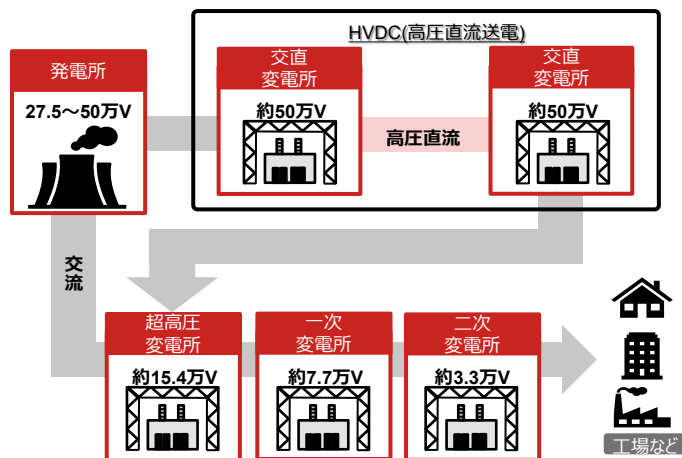 HVDC(高圧直流送電)
発電所
27.5～50万V
交直
変電所
約50万V
高圧直流
交直
変電所
約50万V
交流
超高圧
変電所
約15.4万V
一次
変電所
約7.7万V
二次
変電所
約3.3万V
工場など